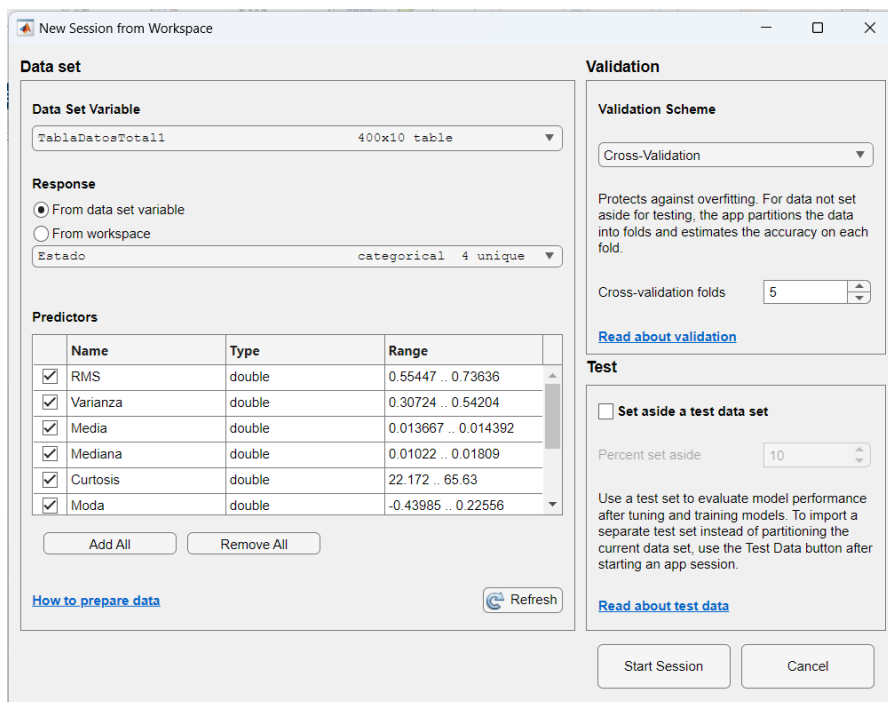 New Session from Workspace
Data set
Data Set Variable
TablaDatosTotal1 400x10 table
Response
From data set variable
From workspace
Estado categorical 4 unique
Predictors
Name Type Range
RMS double 0.55447 .. 0.73636
Varianza double 0.30724 .. 0.54204
Media double 0.013667 .. 0.014392
Mediana double 0.01022 .. 0.01809
Curtosis double 22.172 .. 65.63
Moda double -0.43985 .. 0.22556
Add All Remove All
How to prepare data
Refresh
Validation
Validation Scheme
Cross-Validation
Protects against overfitting. For data not set
aside for testing, the app partitions the data
into folds and estimates the accuracy on each
fold.
Cross-validation folds 5
Read about validation
Test
Set aside a test data set
Percent set aside 10
Use a test set to evaluate model performance
after tuning and training models. To import a
separate test set instead of partitioning the
current data set, use the Test Data button after
starting an app session.
Read about test data
Start Session Cancel